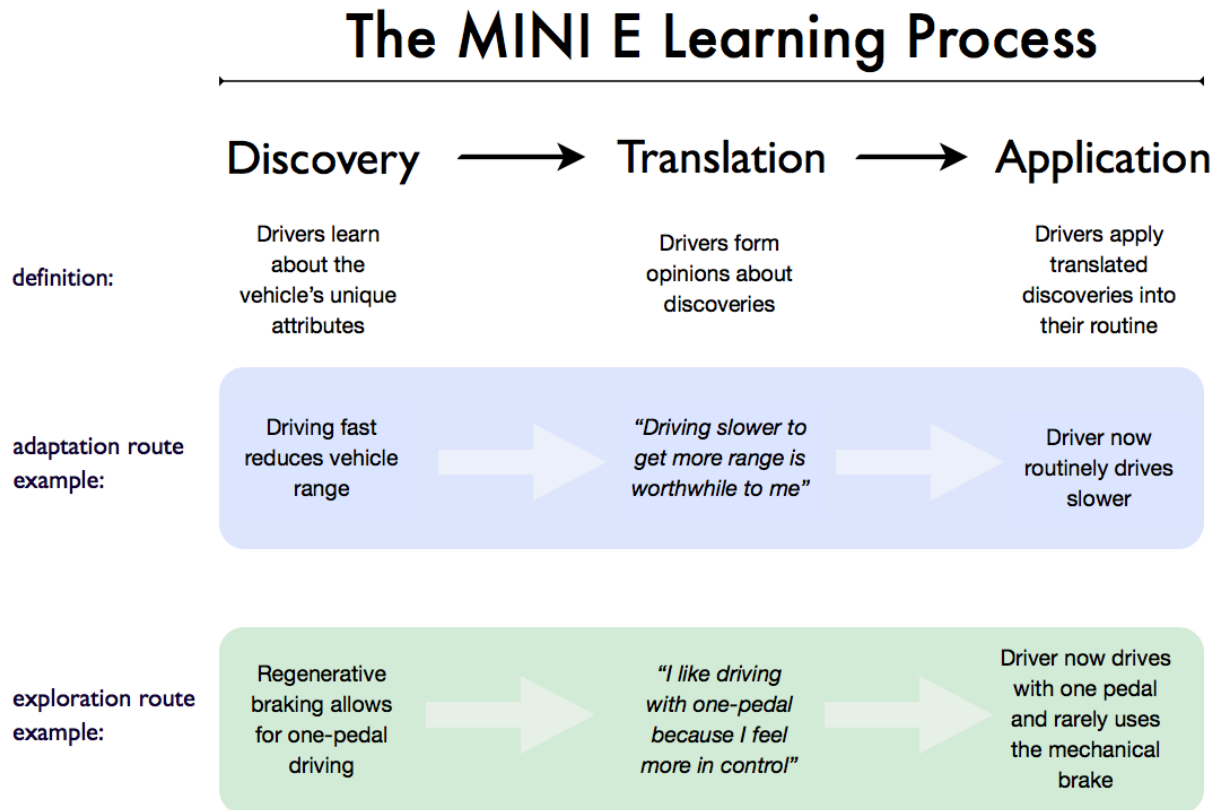 The MINI E Learning Process
Discovery
Translation
Application
definition:
Drivers learn
about the
vehicle's unique
attributes
Drivers form
opinions about
discoveries
Drivers apply
translated
discoveries into
their routine
adaptation route
example:
Driving fast
reduces vehicle
range
“Driving slower to
get more range is
worthwhile to me”
Driver now
routinely drives
slower
exploration route
example:
Regenerative
braking allows
for one-pedal
driving
“I like driving
with one-pedal
because I feel
more in control”
Driver now drives
with one pedal
and rarely uses
the mechanical
brake